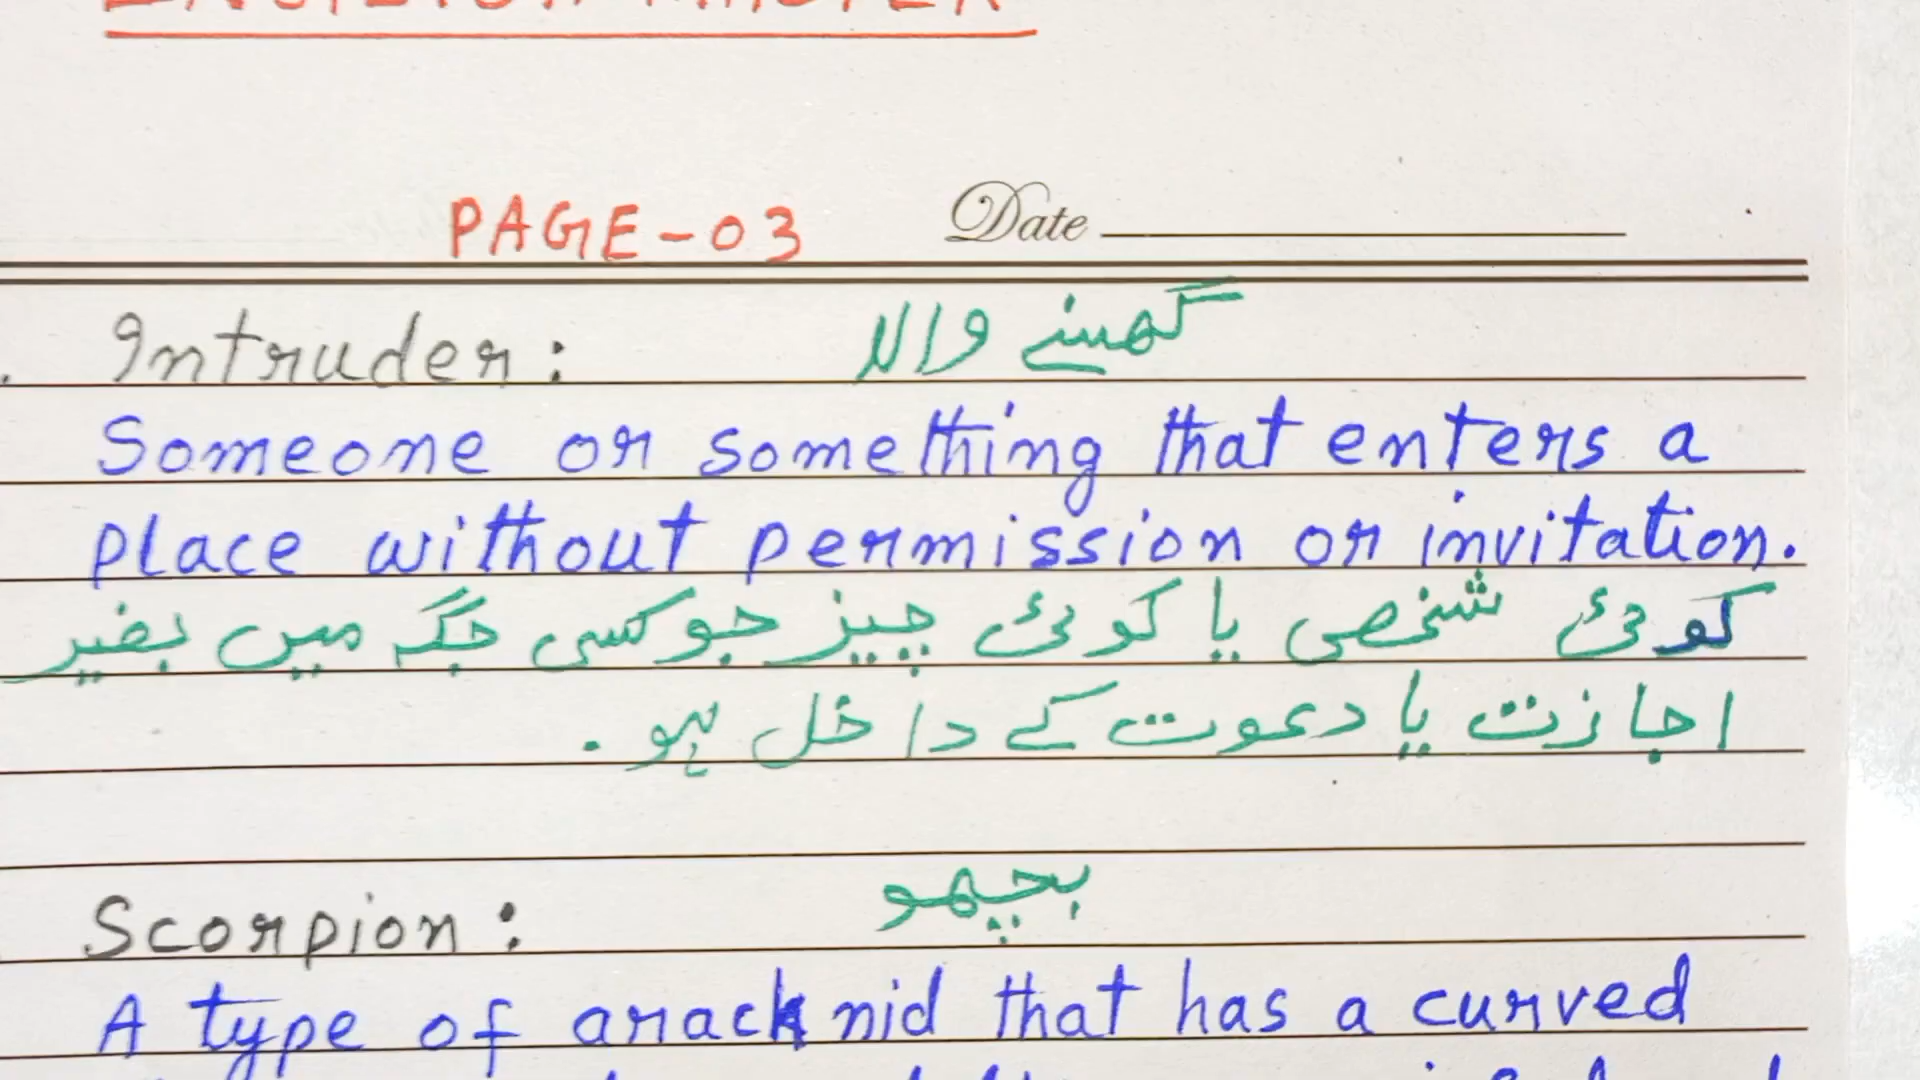 PAGE-03 Date
Intruder: گھسنے والا
Someone or something that enters a
place without permission or invitation.
کوئی شخص یا کوئی چیز جو کسی جگہ میں بغیر
اجازت یا دعوت کے داخل ہو.
Scorpion: بچھو
A type of arachnid that has a curved